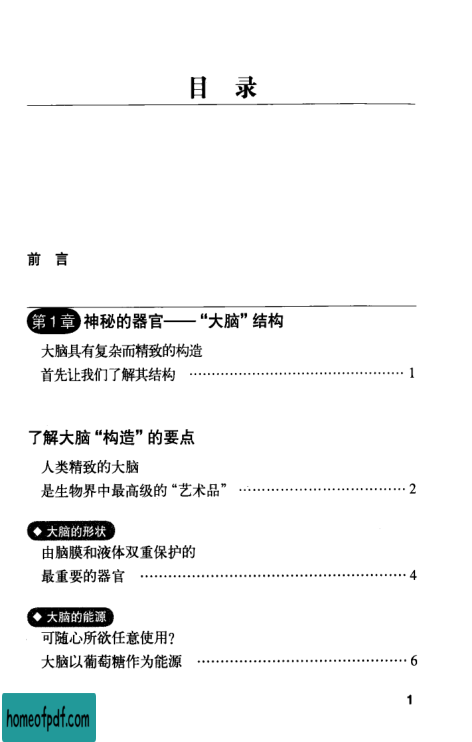 目 录
前 言
第1章 神秘的器官——“大脑”结构
大脑具有复杂而精致的构造
首先让我们了解其结构 ………………………………………… 1
了解大脑“构造”的要点
人类精致的大脑
是生物界中最高级的“艺术品” ……………………………… 2
◆ 大脑的形状
由脑膜和液体双重保护的
最重要的器官 …………………………………………………… 4
◆ 大脑的能源
可随心所欲任意使用?
大脑以葡萄糖作为能源 ……………………………………… 6
1
homeofpdf.com